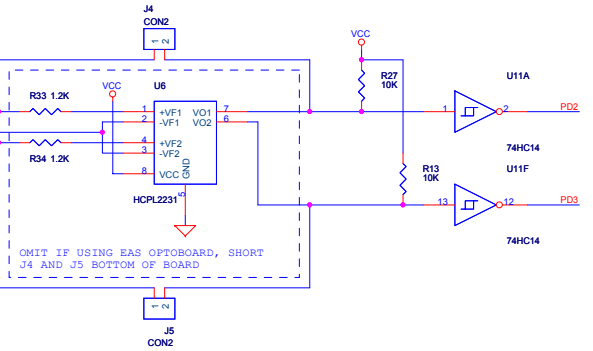 J4
CON2
1 2
VCC
R27
10K
U11A
1
2
PD2
74HC14
R33 1.2K
VCC
U6
1
2
4
3
8
+VF1
-VF1
+VF2
-VF2
VCC
GND
5
VO1
VO2
7
6
R34 1.2K
HCPL2231
R13
10K
U11F
13
12
PD3
74HC14
OMIT IF USING EAS OPTOBOARD, SHORT
J4 AND J5 BOTTOM OF BOARD
1 2
J5
CON2